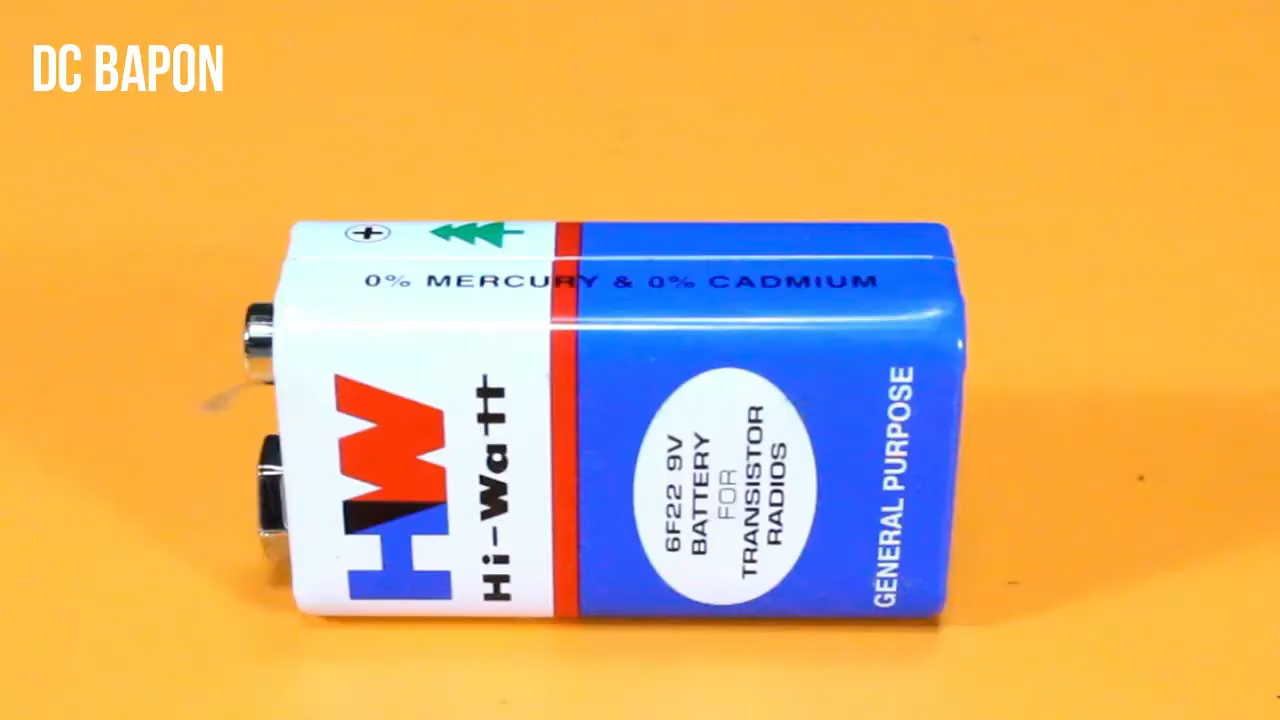 DC BAPON
+
0% MERCURY & 0% CADMIUM
HW
Hi-Watt
6F22 9V
BATTERY
FOR
TRANSISTOR
RADIOS
GENERAL PURPOSE